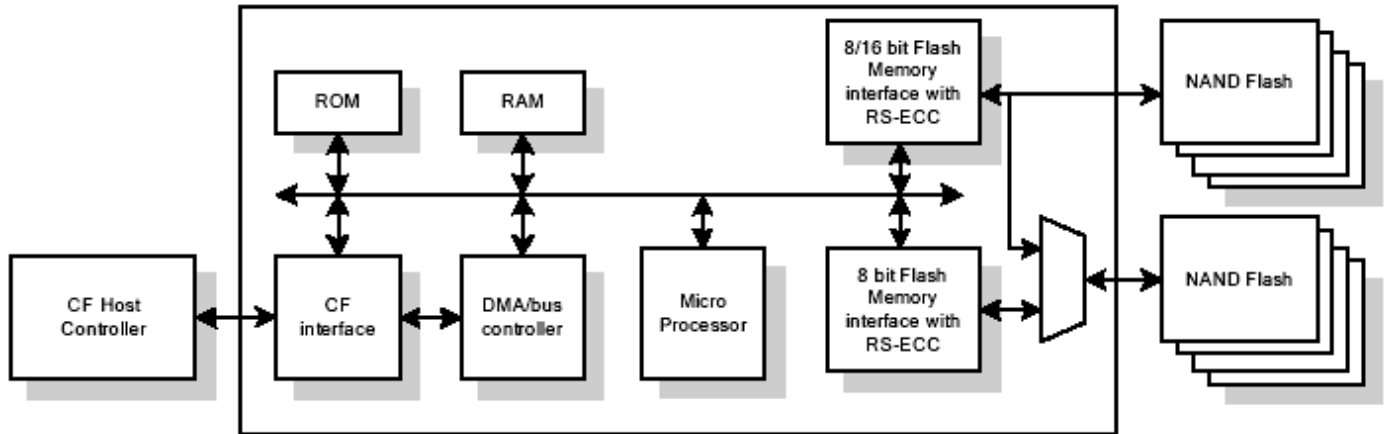 ROM
RAM
8/16 bit Flash
Memory
interface with
RS-ECC
NAND Flash
CF Host
Controller
CF
interface
DMA/bus
controller
Micro
Processor
8 bit Flash
Memory
interface with
RS-ECC
NAND Flash